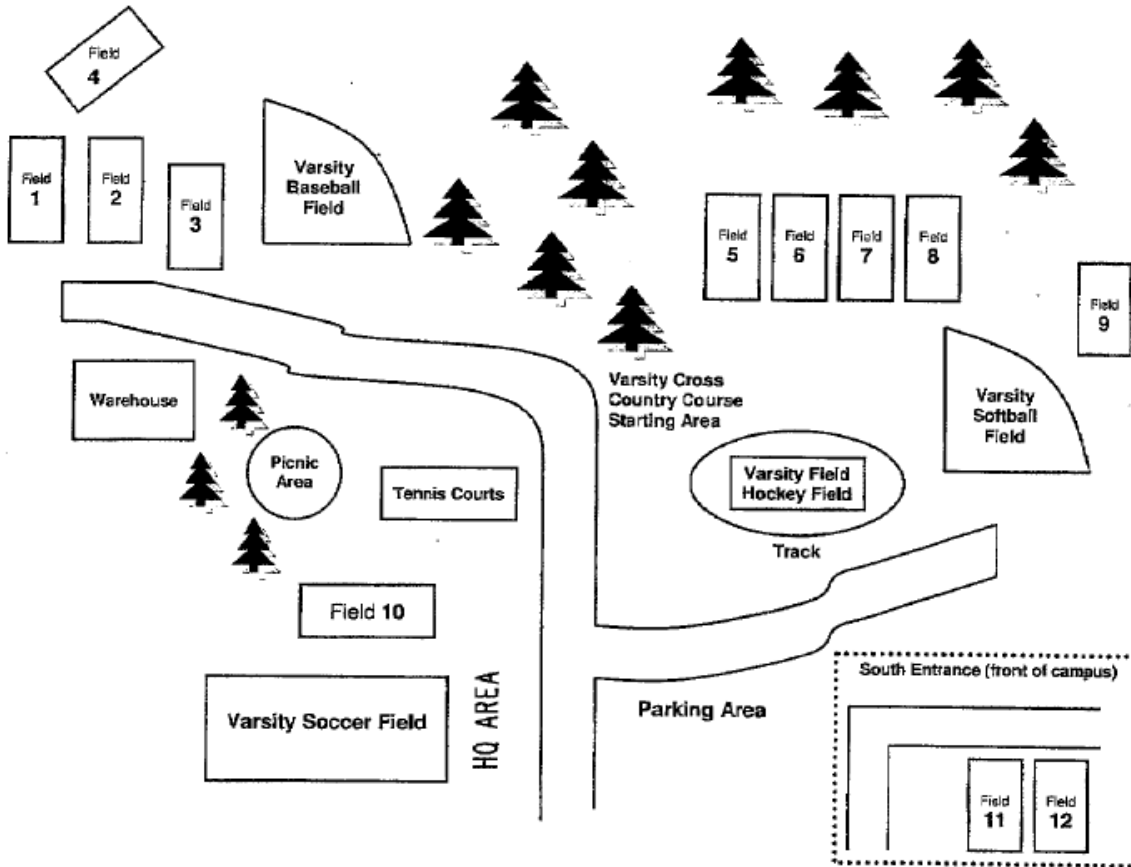 Field
4
Field
1
Field
2
Field
3
Varsity
Baseball
Field
Field
5
Field
6
Field
7
Field
8
Field
9
Warehouse
Picnic
Area
Tennis Courts
Varsity Cross
Country Course
Starting Area
Varsity
Softball
Field
Varsity Field
Hockey Field
Track
Field 10
Varsity Soccer Field
HQ AREA
Parking Area
South Entrance (front of campus)
Field
11
Field
12